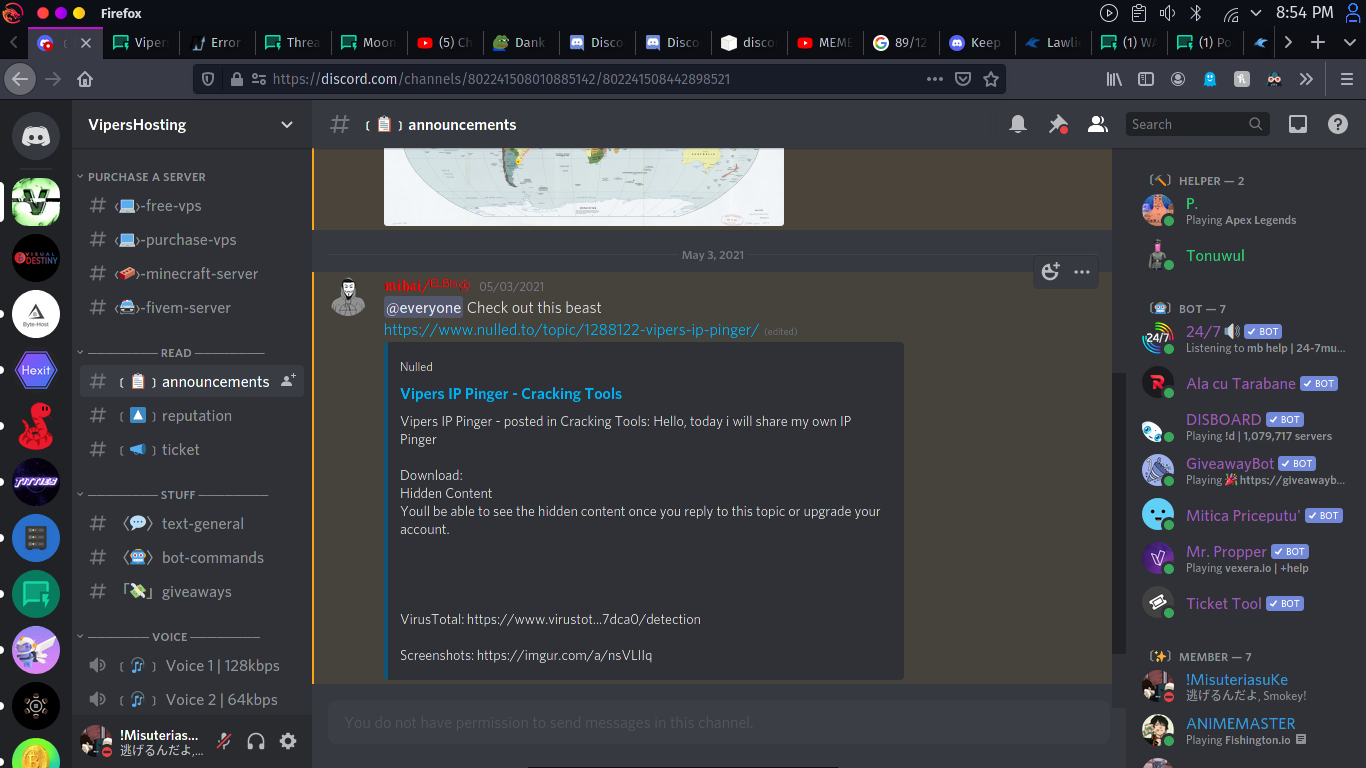 Firefox
8:54 PM
Viper
Error
Threa
Moon
(5) Ch
Dank
Disco
Disco
disco
MEME
89/12
Keep
Lawlie
(1) W
(1) Po
https://discord.com/channels/802241508010885142/802241508442898521
VipersHosting
PURCHASE A SERVER
-free-vps
-purchase-vps
-minecraft-server
-fivem-server
READ
announcements
reputation
ticket
STUFF
text-general
bot-commands
giveaways
VOICE
Voice 1 | 128kbps
Voice 2 | 64kbps
!Misuterias...
逃げるんだよ,...
VISUAL DESTINY
Byte-Host
Hexit
TITTIES
announcements
Search
May 3, 2021
05/03/2021
@everyone Check out this beast
https://www.nulled.to/topic/1288122-vipers-ip-pinger/ (edited)
Nulled
Vipers IP Pinger - Cracking Tools
Vipers IP Pinger - posted in Cracking Tools: Hello, today i will share my own IP
Pinger
Download:
Hidden Content
Youll be able to see the hidden content once you reply to this topic or upgrade your
account.
VirusTotal: https://www.virustot...7dca0/detection
Screenshots: https://imgur.com/a/nsVLlIq
You do not have permission to send messages in this channel.
HELPER — 2
P.
Playing Apex Legends
Tonuwul
BOT — 7
24/7
24/7 BOT
Listening to mb help | 24-7mu...
Ala cu Tarabane BOT
DISBOARD BOT
Playing !d | 1,079,717 servers
GiveawayBot BOT
Playing https://giveawayb...
Mitica Priceputu' BOT
Mr. Propper BOT
Playing vexera.io | +help
Ticket Tool BOT
MEMBER — 7
!MisuteriasuKe
逃げるんだよ, Smokey!
ANIMEMASTER
Playing Fishington.io